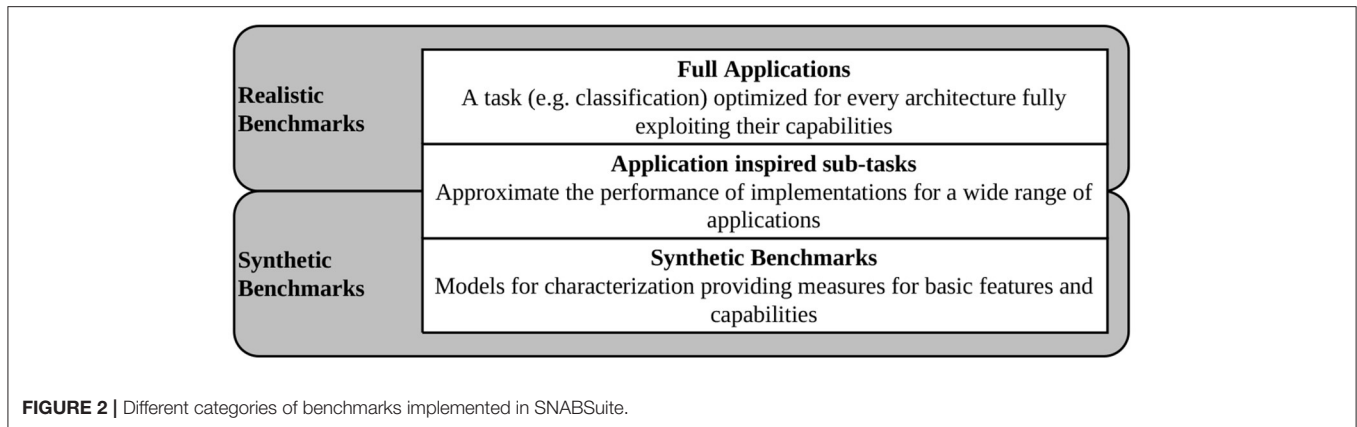 Realistic
Benchmarks
Full Applications
A task (e.g. classification) optimized for every architecture fully
exploiting their capabilities
Application inspired sub-tasks
Approximate the performance of implementations for a wide range of
applications
Synthetic
Benchmarks
Synthetic Benchmarks
Models for characterization providing measures for basic features and
capabilities
FIGURE 2 | Different categories of benchmarks implemented in SNABSuite.